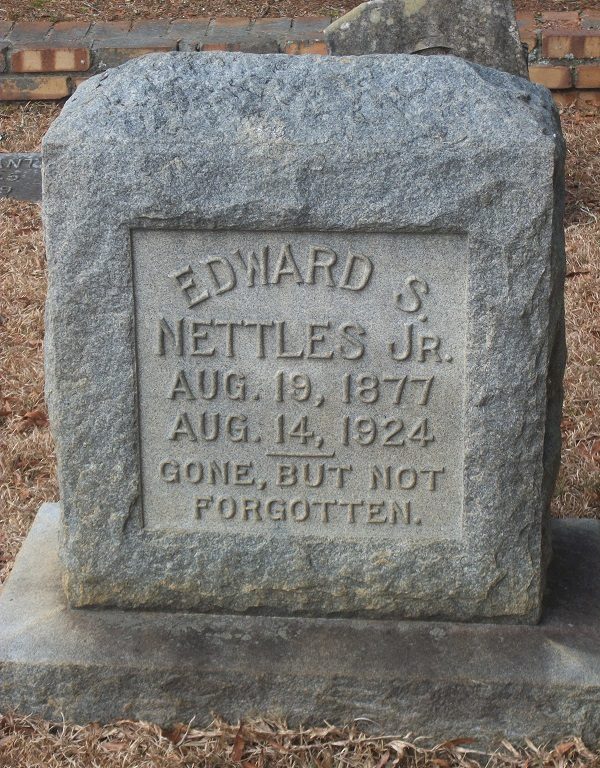 EDWARD S.
NETTLES JR.
AUG. 19, 1877
AUG. 14, 1924
GONE, BUT NOT
FORGOTTEN.